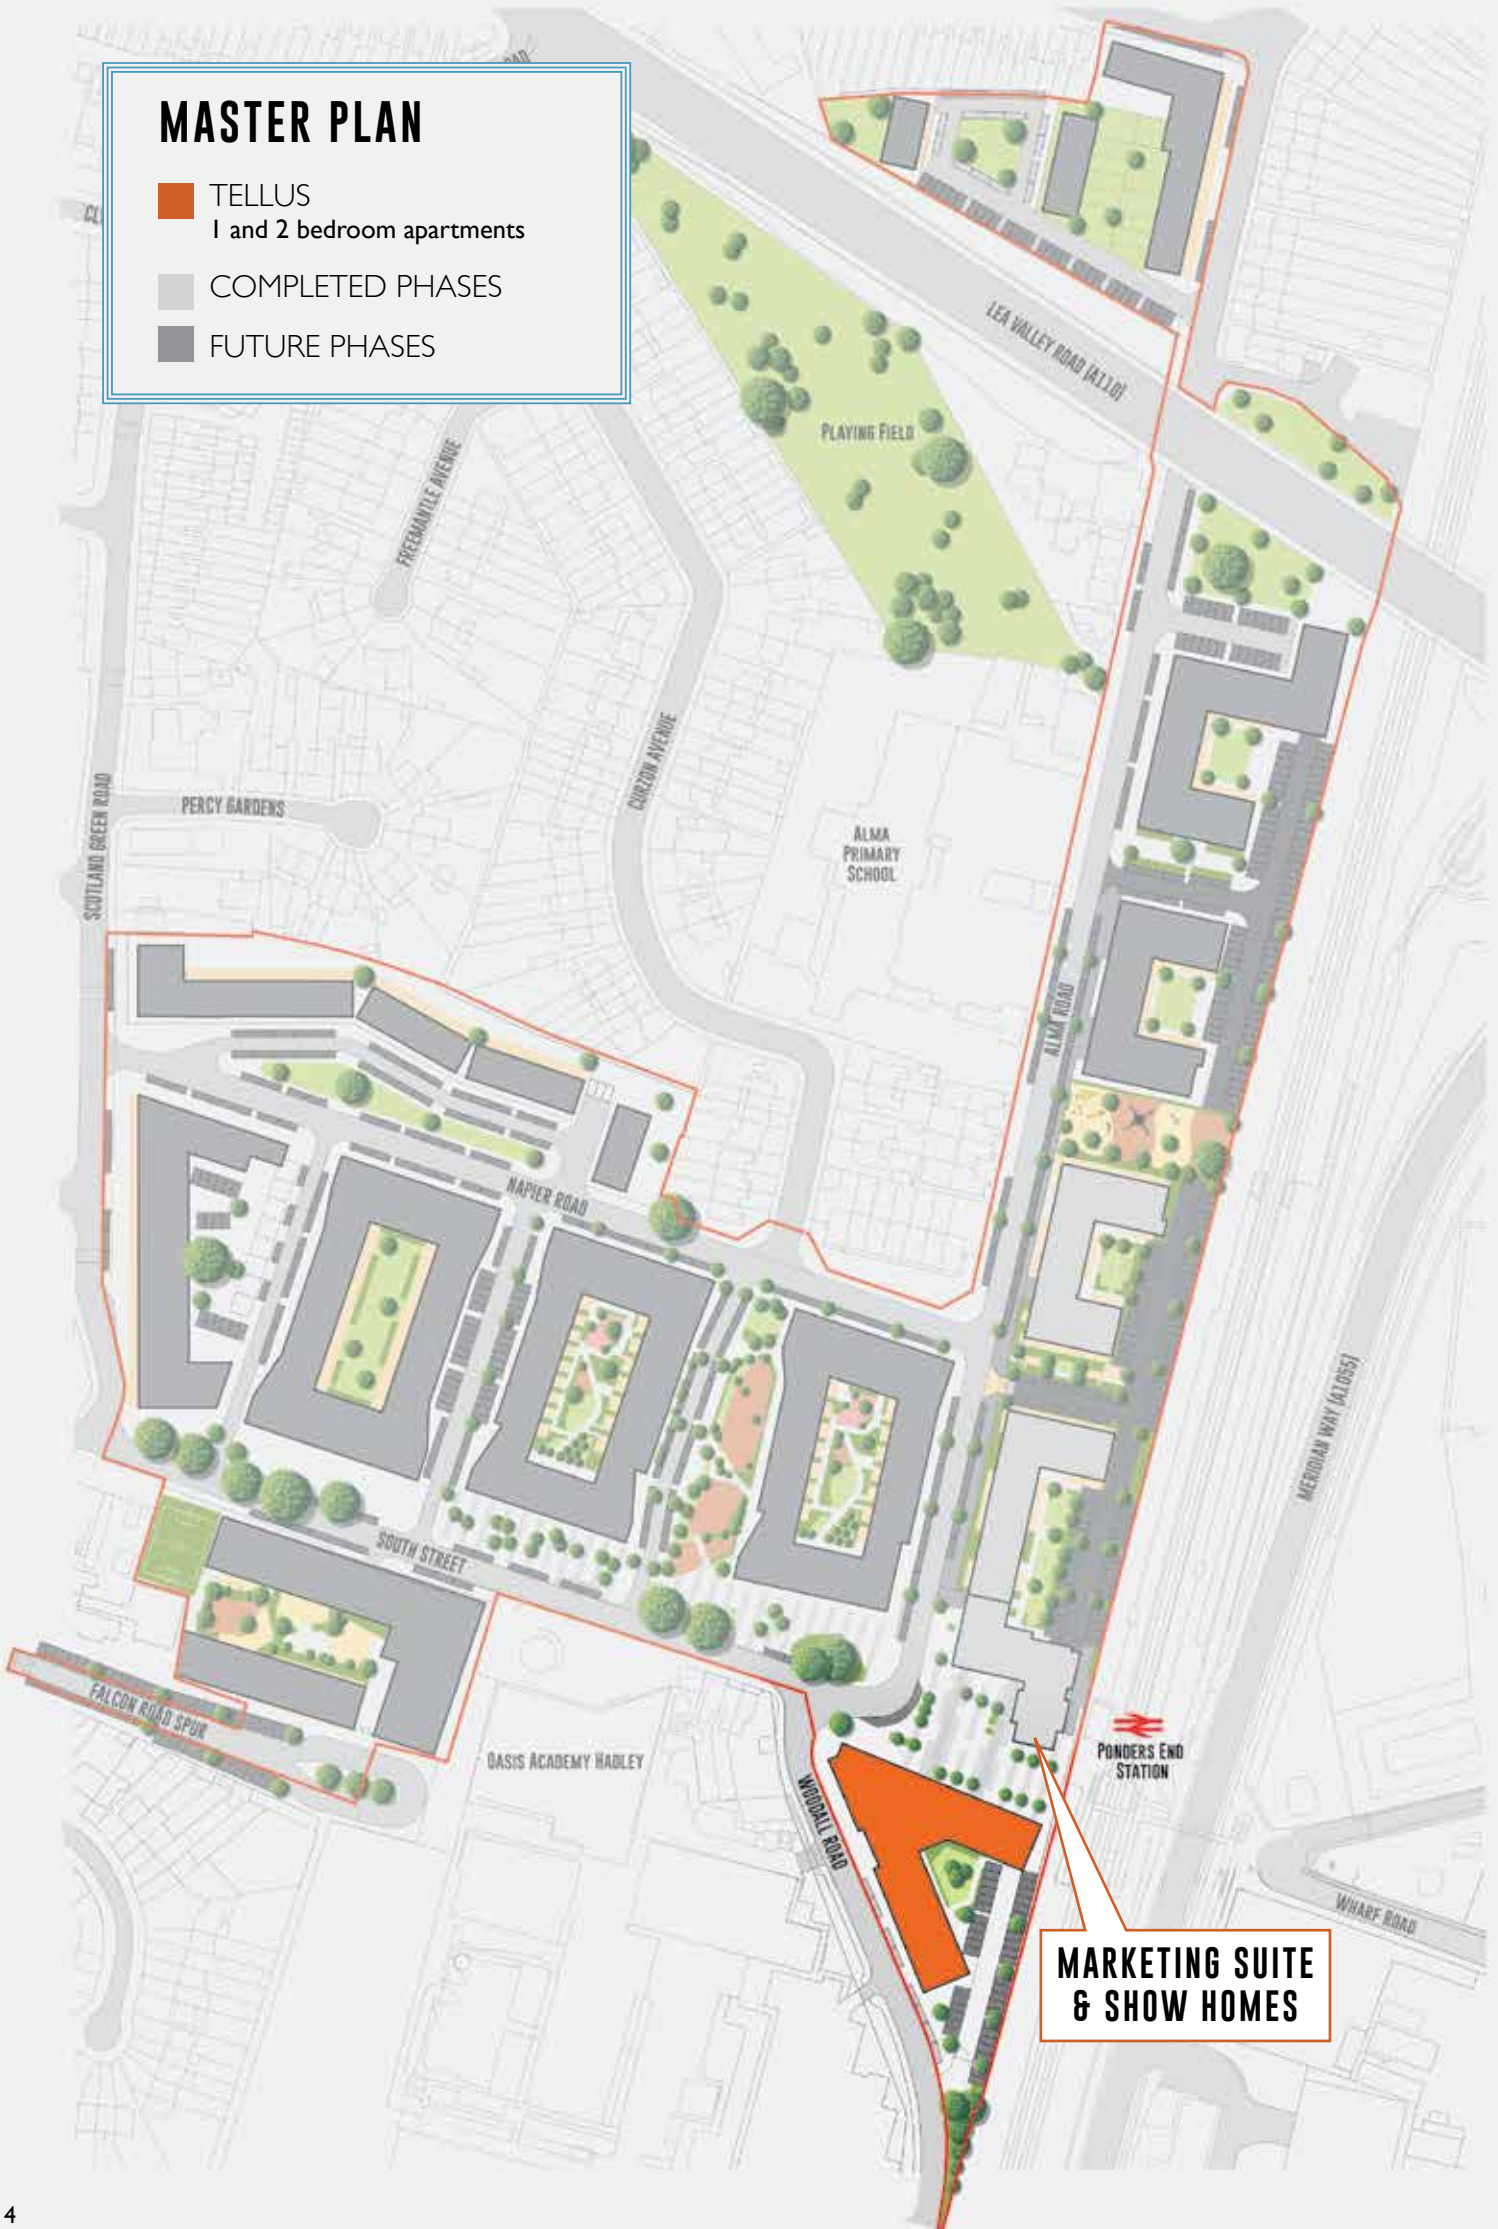 MASTER PLAN
TELLUS
1 and 2 bedroom apartments
COMPLETED PHASES
FUTURE PHASES
LEA VALLEY ROAD (A110)
PLAYING FIELD
FREEMANTLE AVENUE
CURZON AVENUE
PERCY GARDENS
SCOTLAND GREEN ROAD
ALMA
PRIMARY
SCHOOL
ALMA ROAD
NAPIER ROAD
MERIDIAN WAY (A1055)
SOUTH STREET
FALCON ROAD SPUR
OASIS ACADEMY HADLEY
WOODALL ROAD
PONDERS END
STATION
WHARF ROAD
MARKETING SUITE
& SHOW HOMES
4